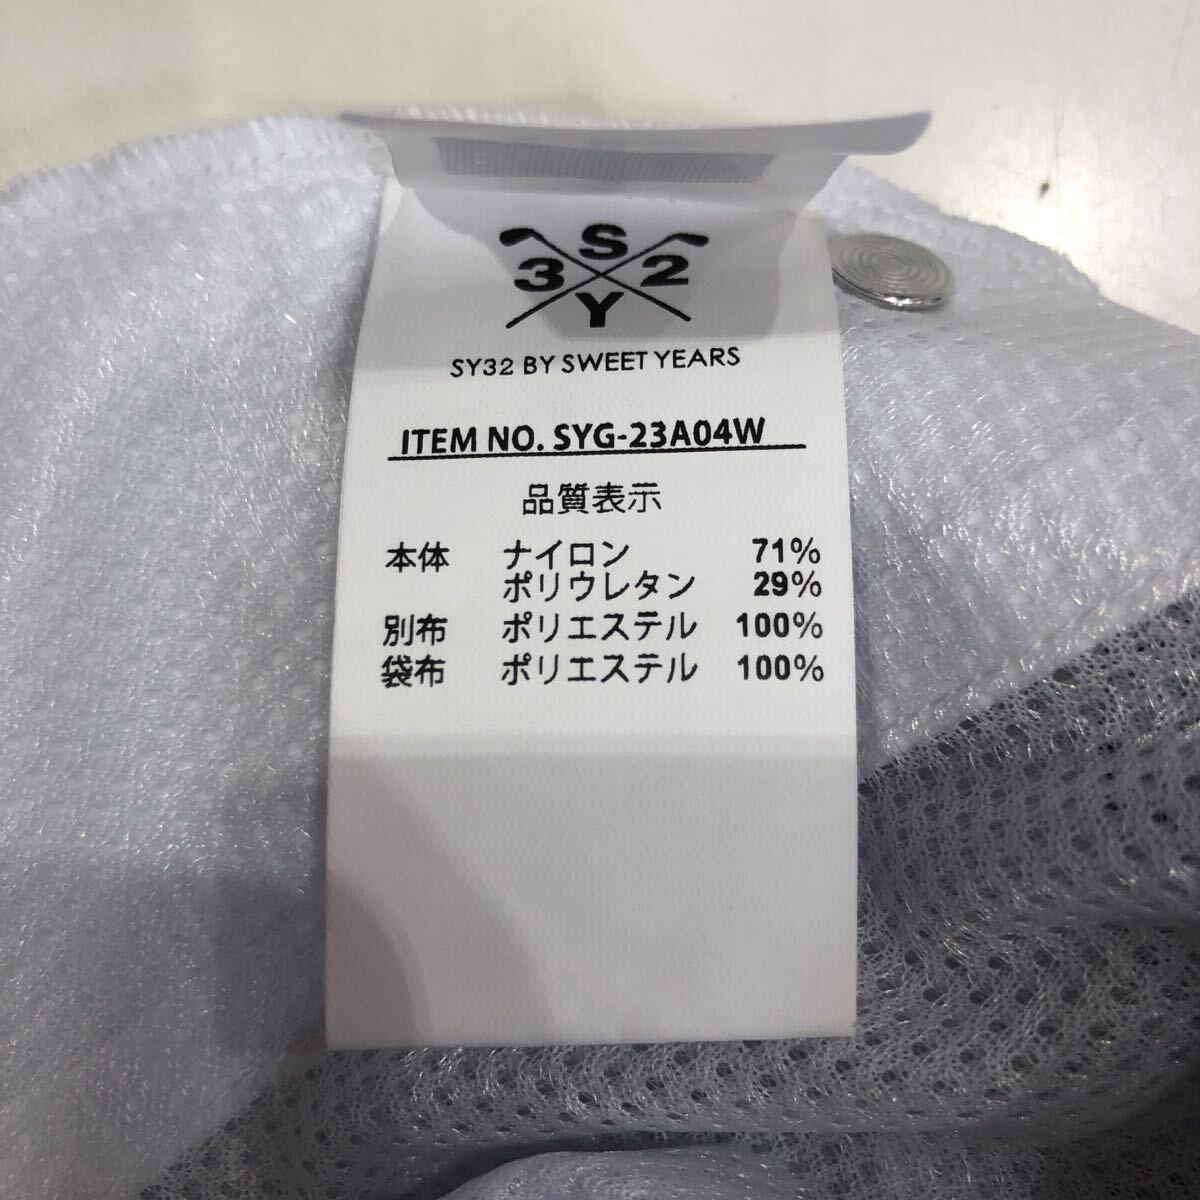 S
3 2
Y
SY32 BY SWEET YEARS
ITEM NO. SYG-23A04W
品質表示
本体 ナイロン 71%
ポリウレタン 29%
別布 ポリエステル 100%
袋布 ポリエステル 100%